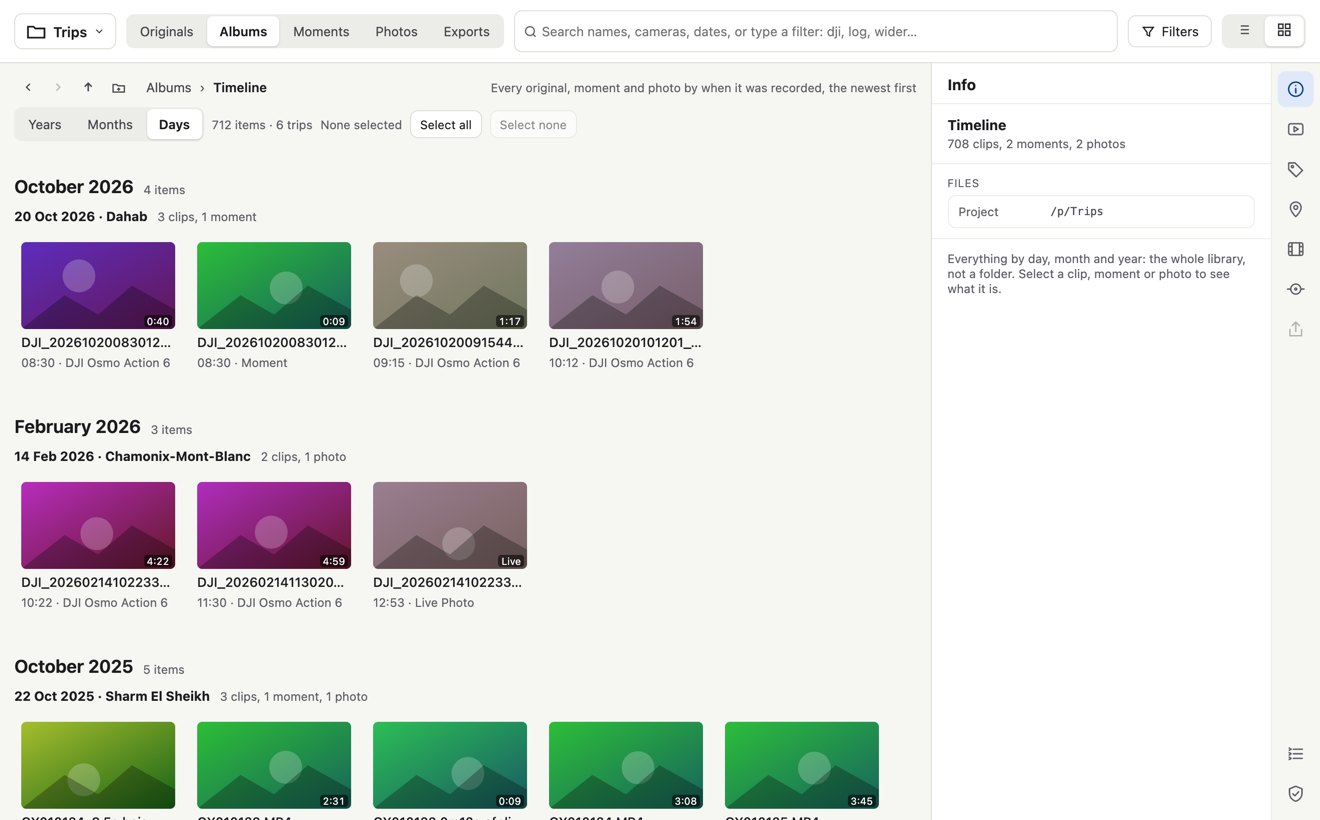 Trips
Originals
Albums
Moments
Photos
Exports
Search names, cameras, dates, or type a filter: dji, log, wider...
Filters
Albums › Timeline
Every original, moment and photo by when it was recorded, the newest first
Years
Months
Days
712 items · 6 trips
None selected
Select all
Select none
October 2026 4 items
20 Oct 2026 · Dahab 3 clips, 1 moment
0:40
0:09
1:17
1:54
DJI_20261020083012...
DJI_20261020083012...
DJI_20261020091544...
DJI_20261020101201_...
08:30 · DJI Osmo Action 6
08:30 · Moment
09:15 · DJI Osmo Action 6
10:12 · DJI Osmo Action 6
February 2026 3 items
14 Feb 2026 · Chamonix-Mont-Blanc 2 clips, 1 photo
4:22
4:59
Live
DJI_20260214102233...
DJI_20260214113020...
DJI_20260214102233...
10:22 · DJI Osmo Action 6
11:30 · DJI Osmo Action 6
12:53 · Live Photo
October 2025 5 items
22 Oct 2025 · Sharm El Sheikh 3 clips, 1 moment, 1 photo
2:31
0:09
3:08
3:45
Info
Timeline
708 clips, 2 moments, 2 photos
FILES
Project /p/Trips
Everything by day, month and year: the whole library,
not a folder. Select a clip, moment or photo to see
what it is.